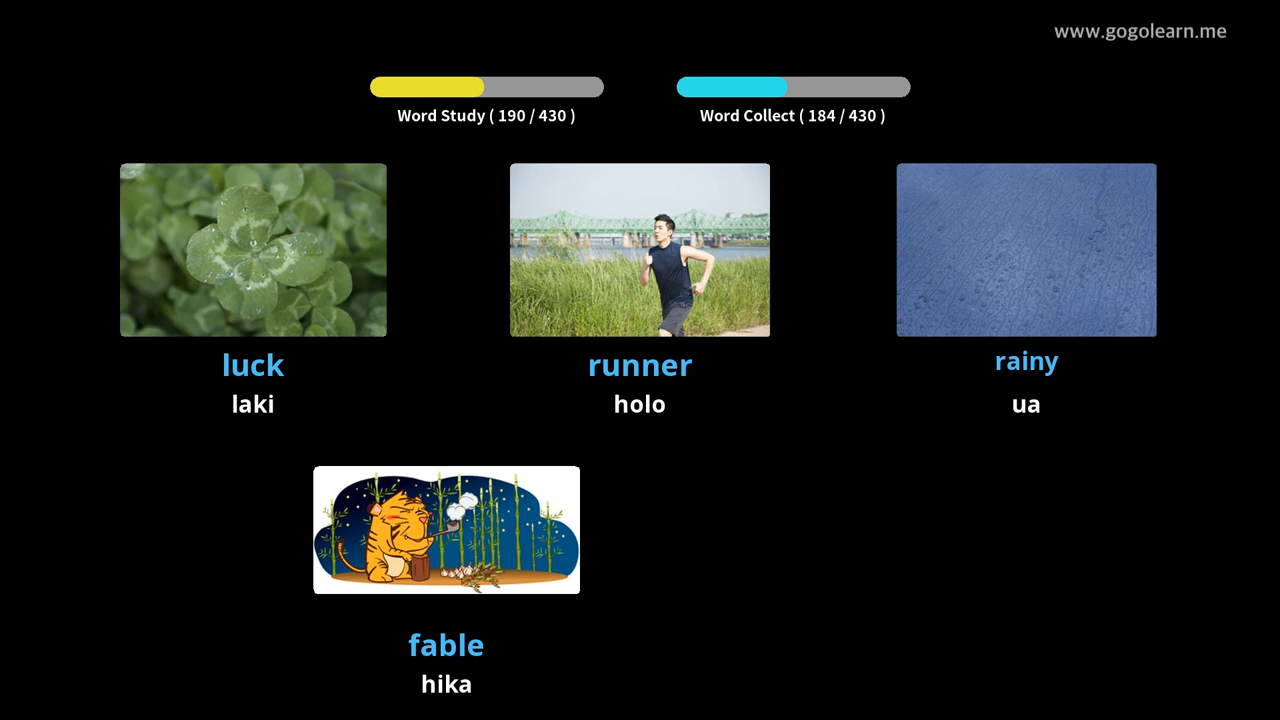 www.gogolearn.me
Word Study ( 190 / 430 )
Word Collect ( 184 / 430 )
luck
laki
runner
holo
rainy
ua
fable
hika